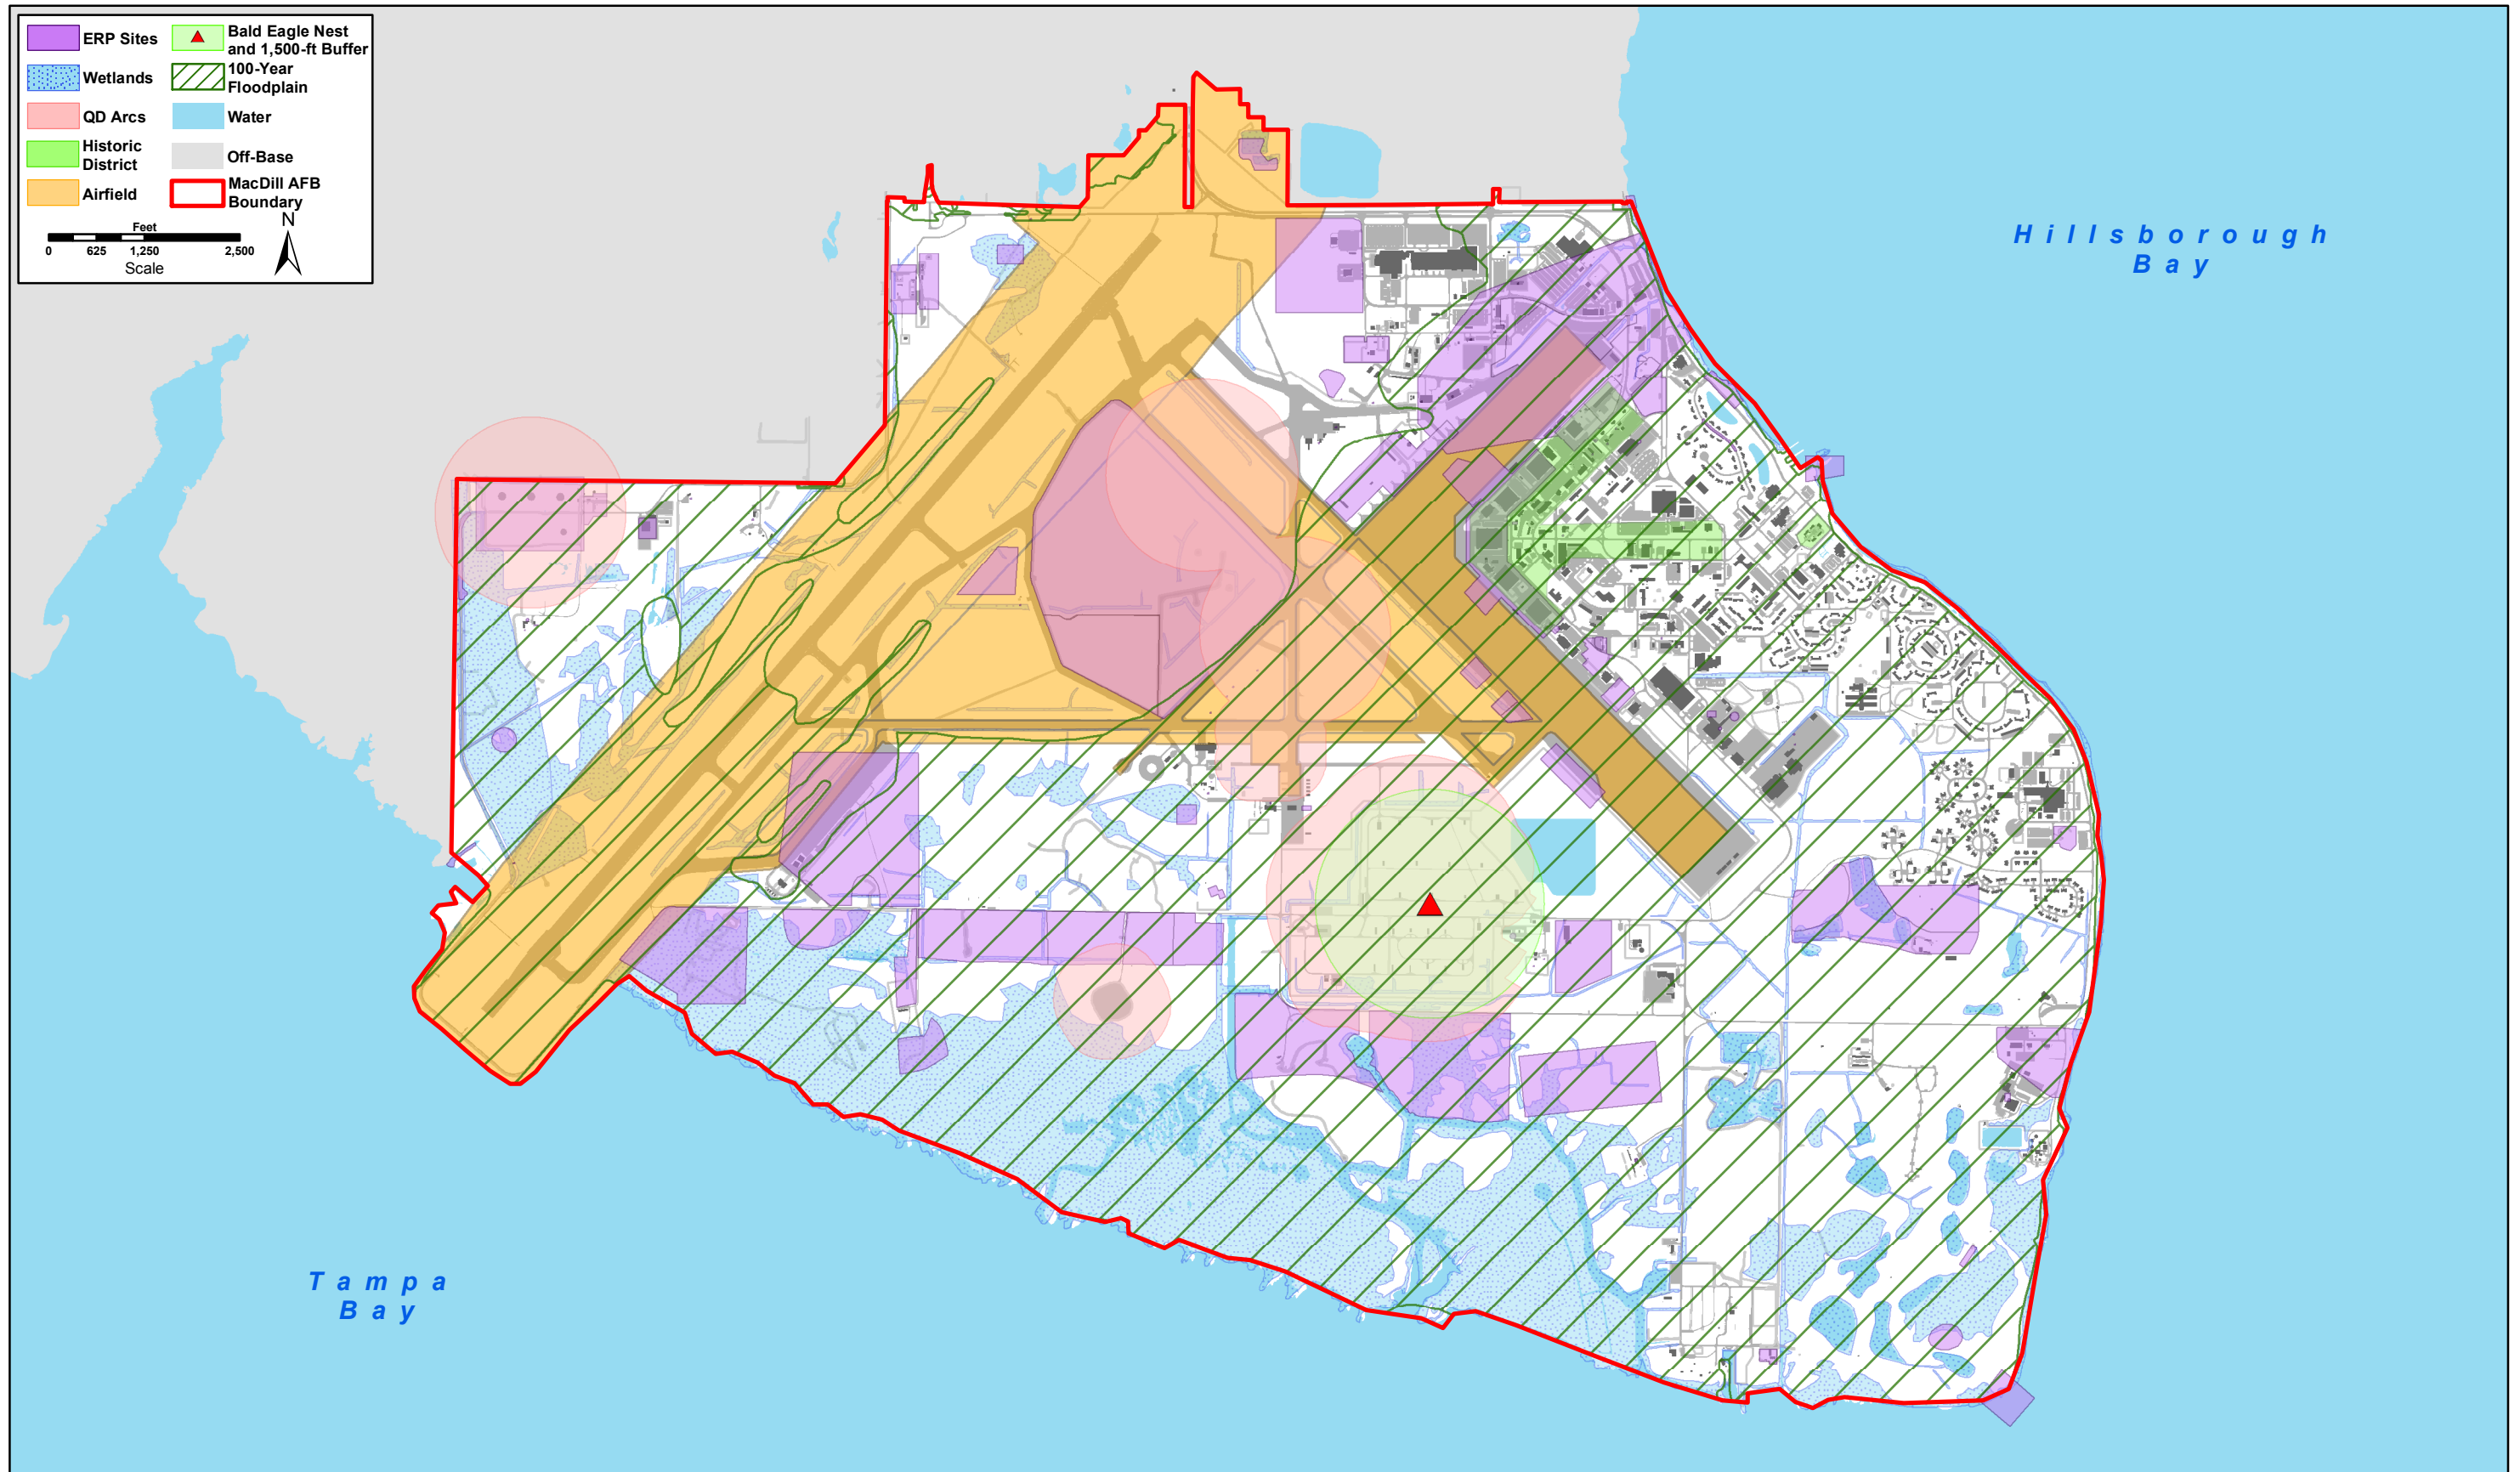 ERP Sites
Wetlands
QD Arcs
Historic
District
Airfield
Bald Eagle Nest
and 1,500-ft Buffer
100-Year
Floodplain
Water
Off-Base
MacDill AFB
Boundary
Feet
0 625 1,250 2,500
Scale
N
Hillsborough
Bay
Tampa
Bay